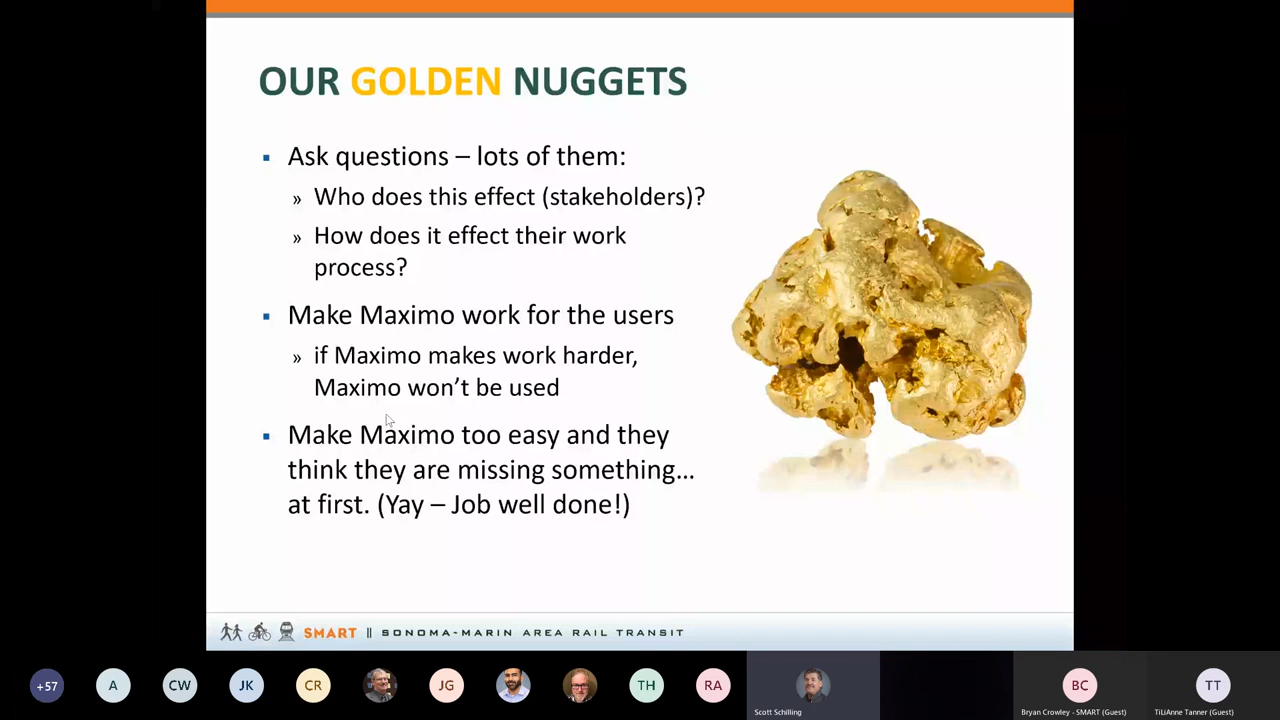 OUR GOLDEN NUGGETS
▪ Ask questions – lots of them:
» Who does this effect (stakeholders)?
» How does it effect their work
process?
▪ Make Maximo work for the users
» if Maximo makes work harder,
Maximo won’t be used
▪ Make Maximo too easy and they
think they are missing something…
at first. (Yay – Job well done!)
SMART || SONOMA-MARIN AREA RAIL TRANSIT
+57 A CW JK CR JG TH RA BC TT
Scott Schilling Bryan Crowley - SMART (Guest) TiLiAnne Tanner (Guest)